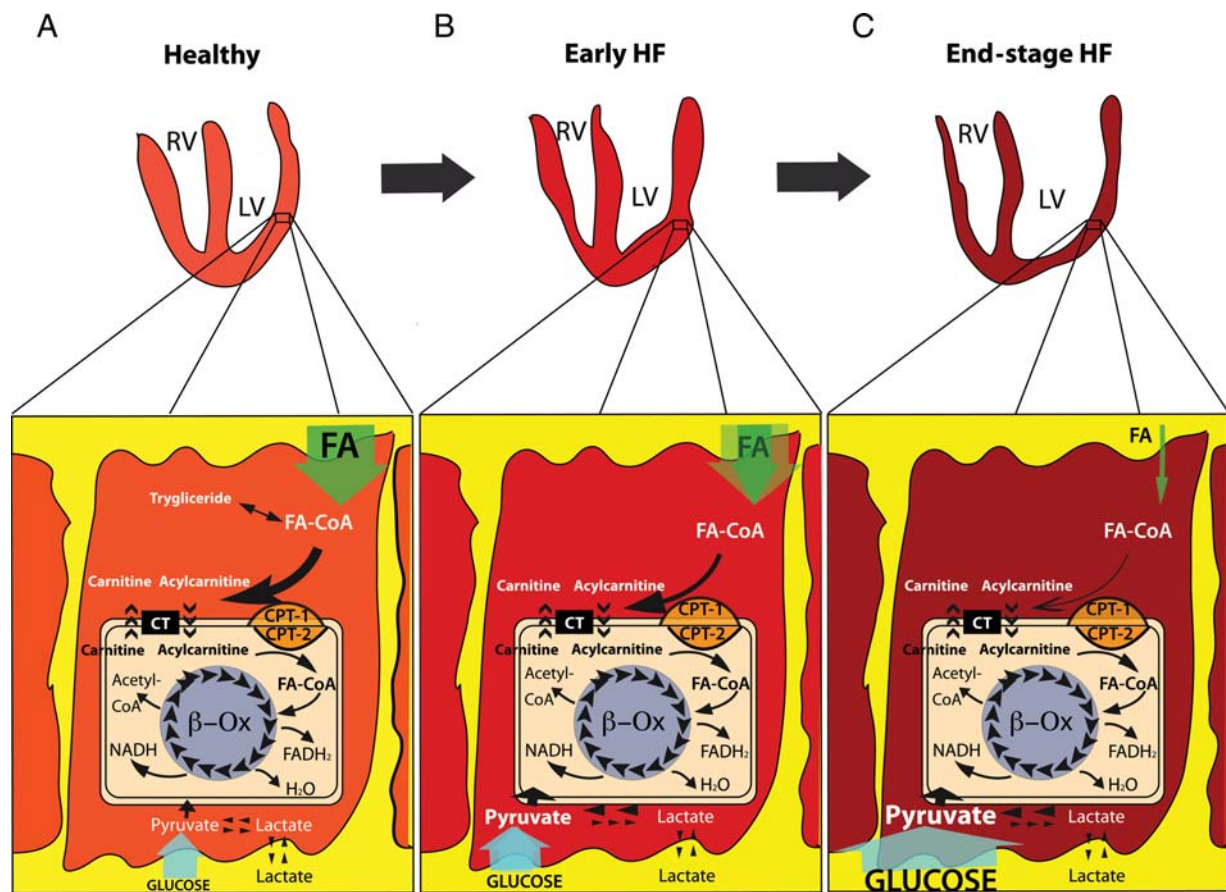 A
Healthy
RV
LV
FA
Trygliceride
FA-CoA
Carnitine Acylcarnitine
CT
CPT-1
CPT-2
Carnitine Acylcarnitine
FA-CoA
Acetyl-
CoA
β-Ox
NADH
FADH₂
H₂O
Pyruvate
Lactate
GLUCOSE
Lactate
B
Early HF
RV
LV
FA
FA-CoA
Carnitine Acylcarnitine
CT
CPT-1
CPT-2
Carnitine Acylcarnitine
FA-CoA
Acetyl-
CoA
β-Ox
NADH
FADH₂
H₂O
Pyruvate
Lactate
GLUCOSE
Lactate
C
End-stage HF
RV
LV
FA
FA-CoA
Carnitine Acylcarnitine
CT
CPT-1
CPT-2
Carnitine Acylcarnitine
FA-CoA
Acetyl-
CoA
β-Ox
NADH
FADH₂
H₂O
Pyruvate
Lactate
GLUCOSE
Lactate